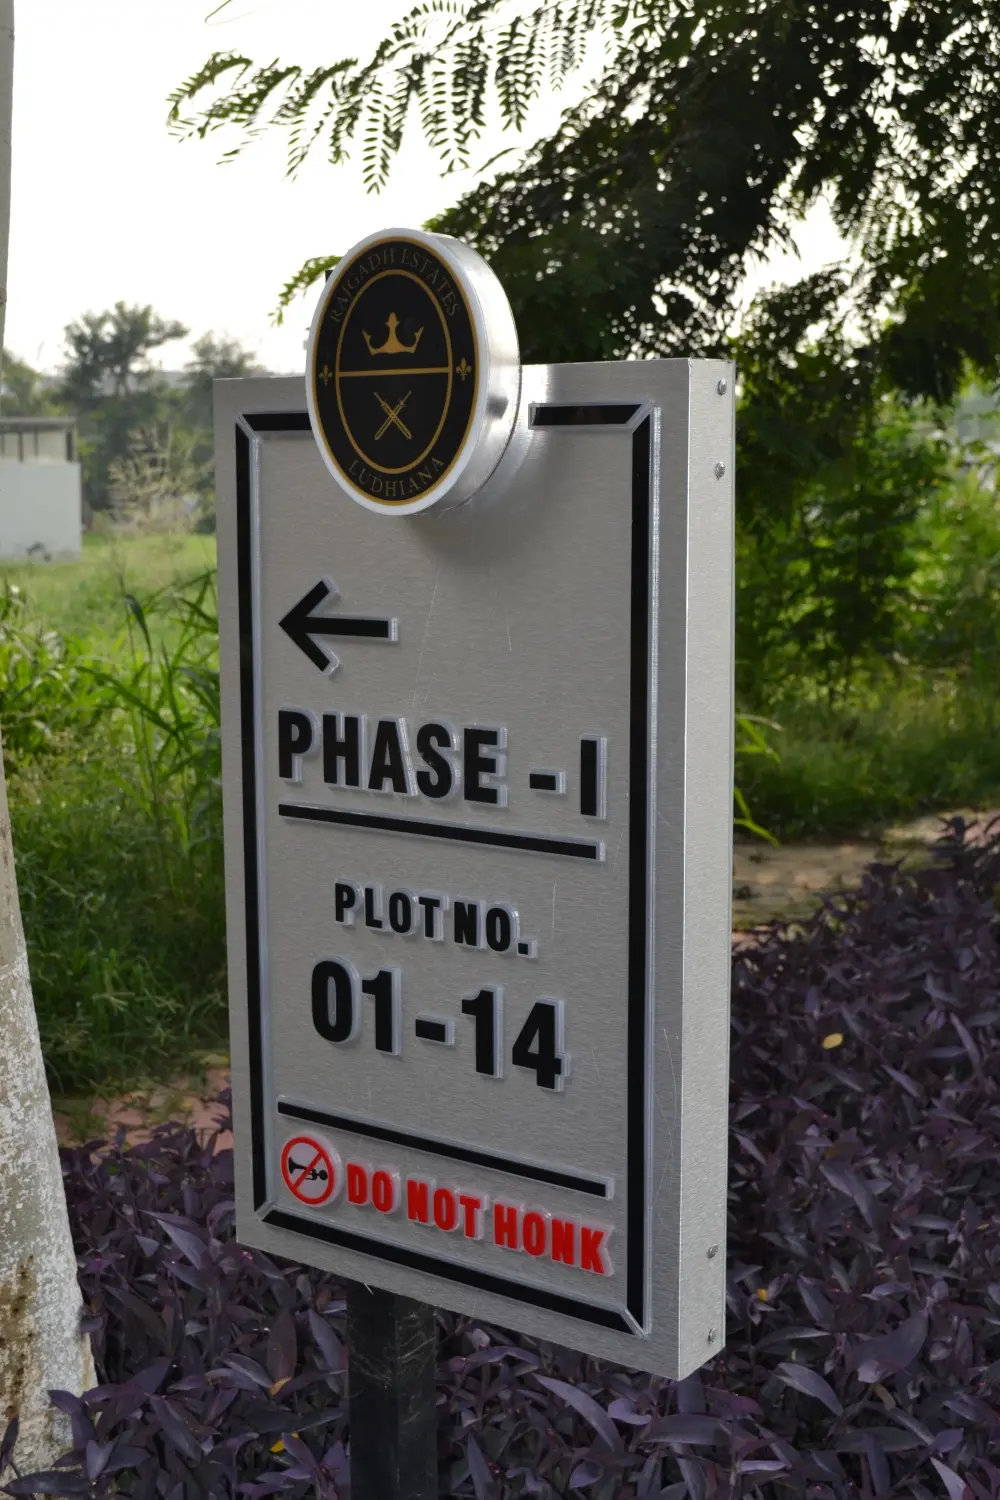 RAIGADH ESTATES
LUDHIANA
PHASE - I
PLOT NO.
01-14
DO NOT HONK